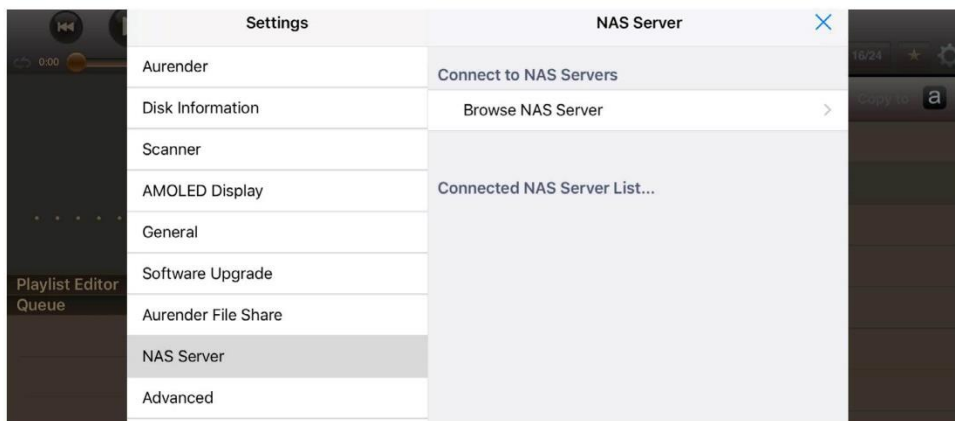 Settings
NAS Server
Aurender
Disk Information
Scanner
AMOLED Display
General
Software Upgrade
Aurender File Share
NAS Server
Advanced
Connect to NAS Servers
Browse NAS Server
Connected NAS Server List...
0:00
Playlist Editor
Queue
16/24
Copy to
a